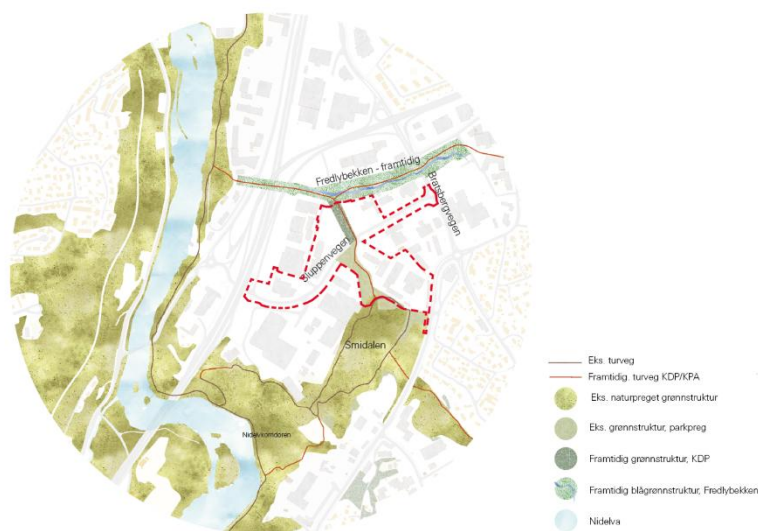 Fredlybekken - framtidig
Bratsbergvegen
Sluppenvegen
Smidalen
Nidelvkorridoren
Eks. turveg
Framtidig. turveg KDP/KPA
Eks. naturpreget grønnstruktur
Eks. grønnstruktur, parkpreg
Framtidig grønnstruktur, KDP
Framtidig blågrønnstruktur, Fredlybekken
Nidelva